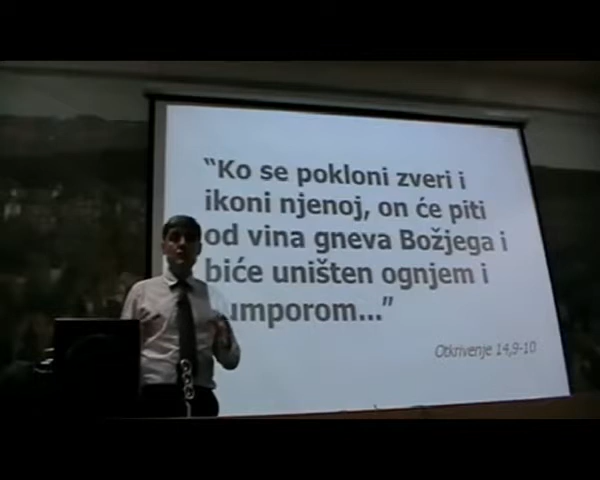 “Ko se pokloni zveri i
ikoni njenoj, on će piti
od vina gneva Božjega i
biće uništen ognjem i
umporom...”
Otkrivenje 14,9-10